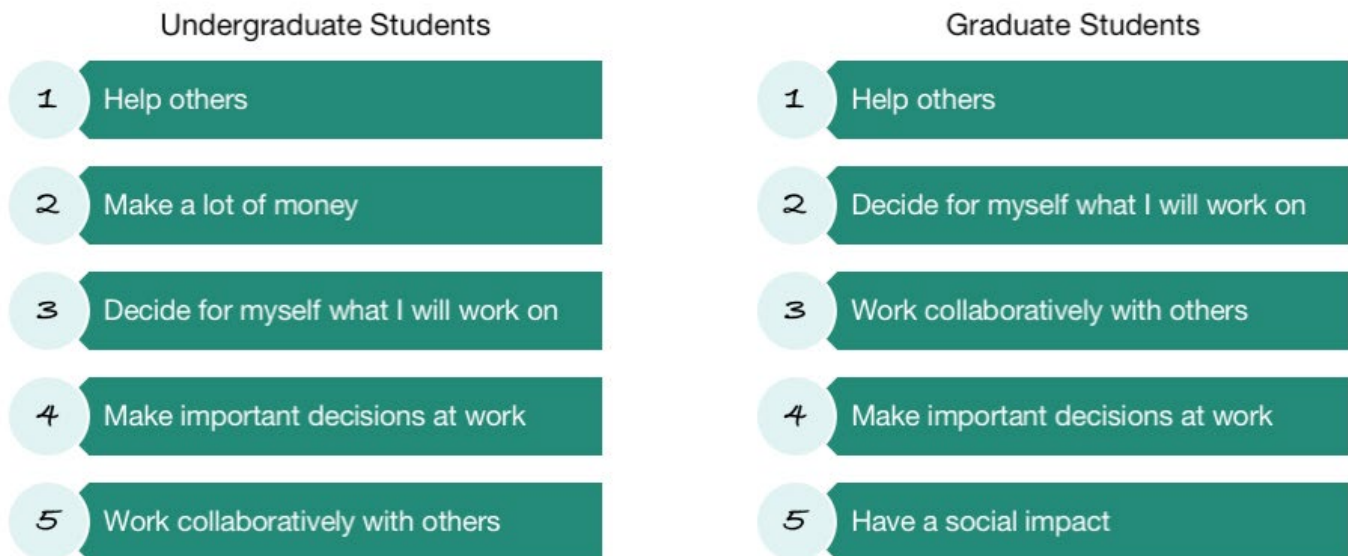 Undergraduate Students
1 Help others
2 Make a lot of money
3 Decide for myself what I will work on
4 Make important decisions at work
5 Work collaboratively with others
Graduate Students
1 Help others
2 Decide for myself what I will work on
3 Work collaboratively with others
4 Make important decisions at work
5 Have a social impact